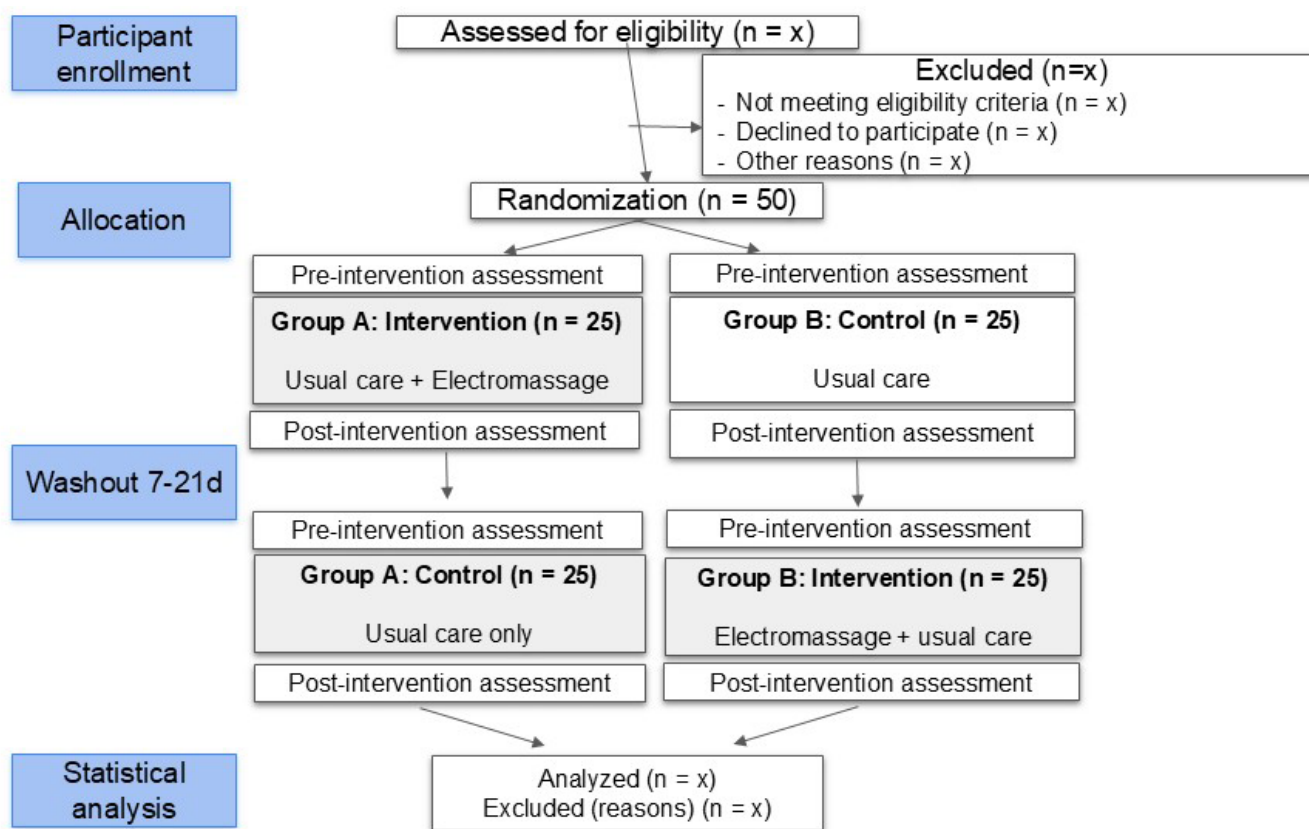 Participant
enrollment
Assessed for eligibility (n = x)
Excluded (n=x)
- Not meeting eligibility criteria (n = x)
- Declined to participate (n = x)
- Other reasons (n = x)
Allocation
Randomization (n = 50)
Pre-intervention assessment
Group A: Intervention (n = 25)
Usual care + Electromassage
Post-intervention assessment
Pre-intervention assessment
Group B: Control (n = 25)
Usual care
Post-intervention assessment
Washout 7-21d
Pre-intervention assessment
Group A: Control (n = 25)
Usual care only
Post-intervention assessment
Pre-intervention assessment
Group B: Intervention (n = 25)
Electromassage + usual care
Post-intervention assessment
Statistical
analysis
Analyzed (n = x)
Excluded (reasons) (n = x)